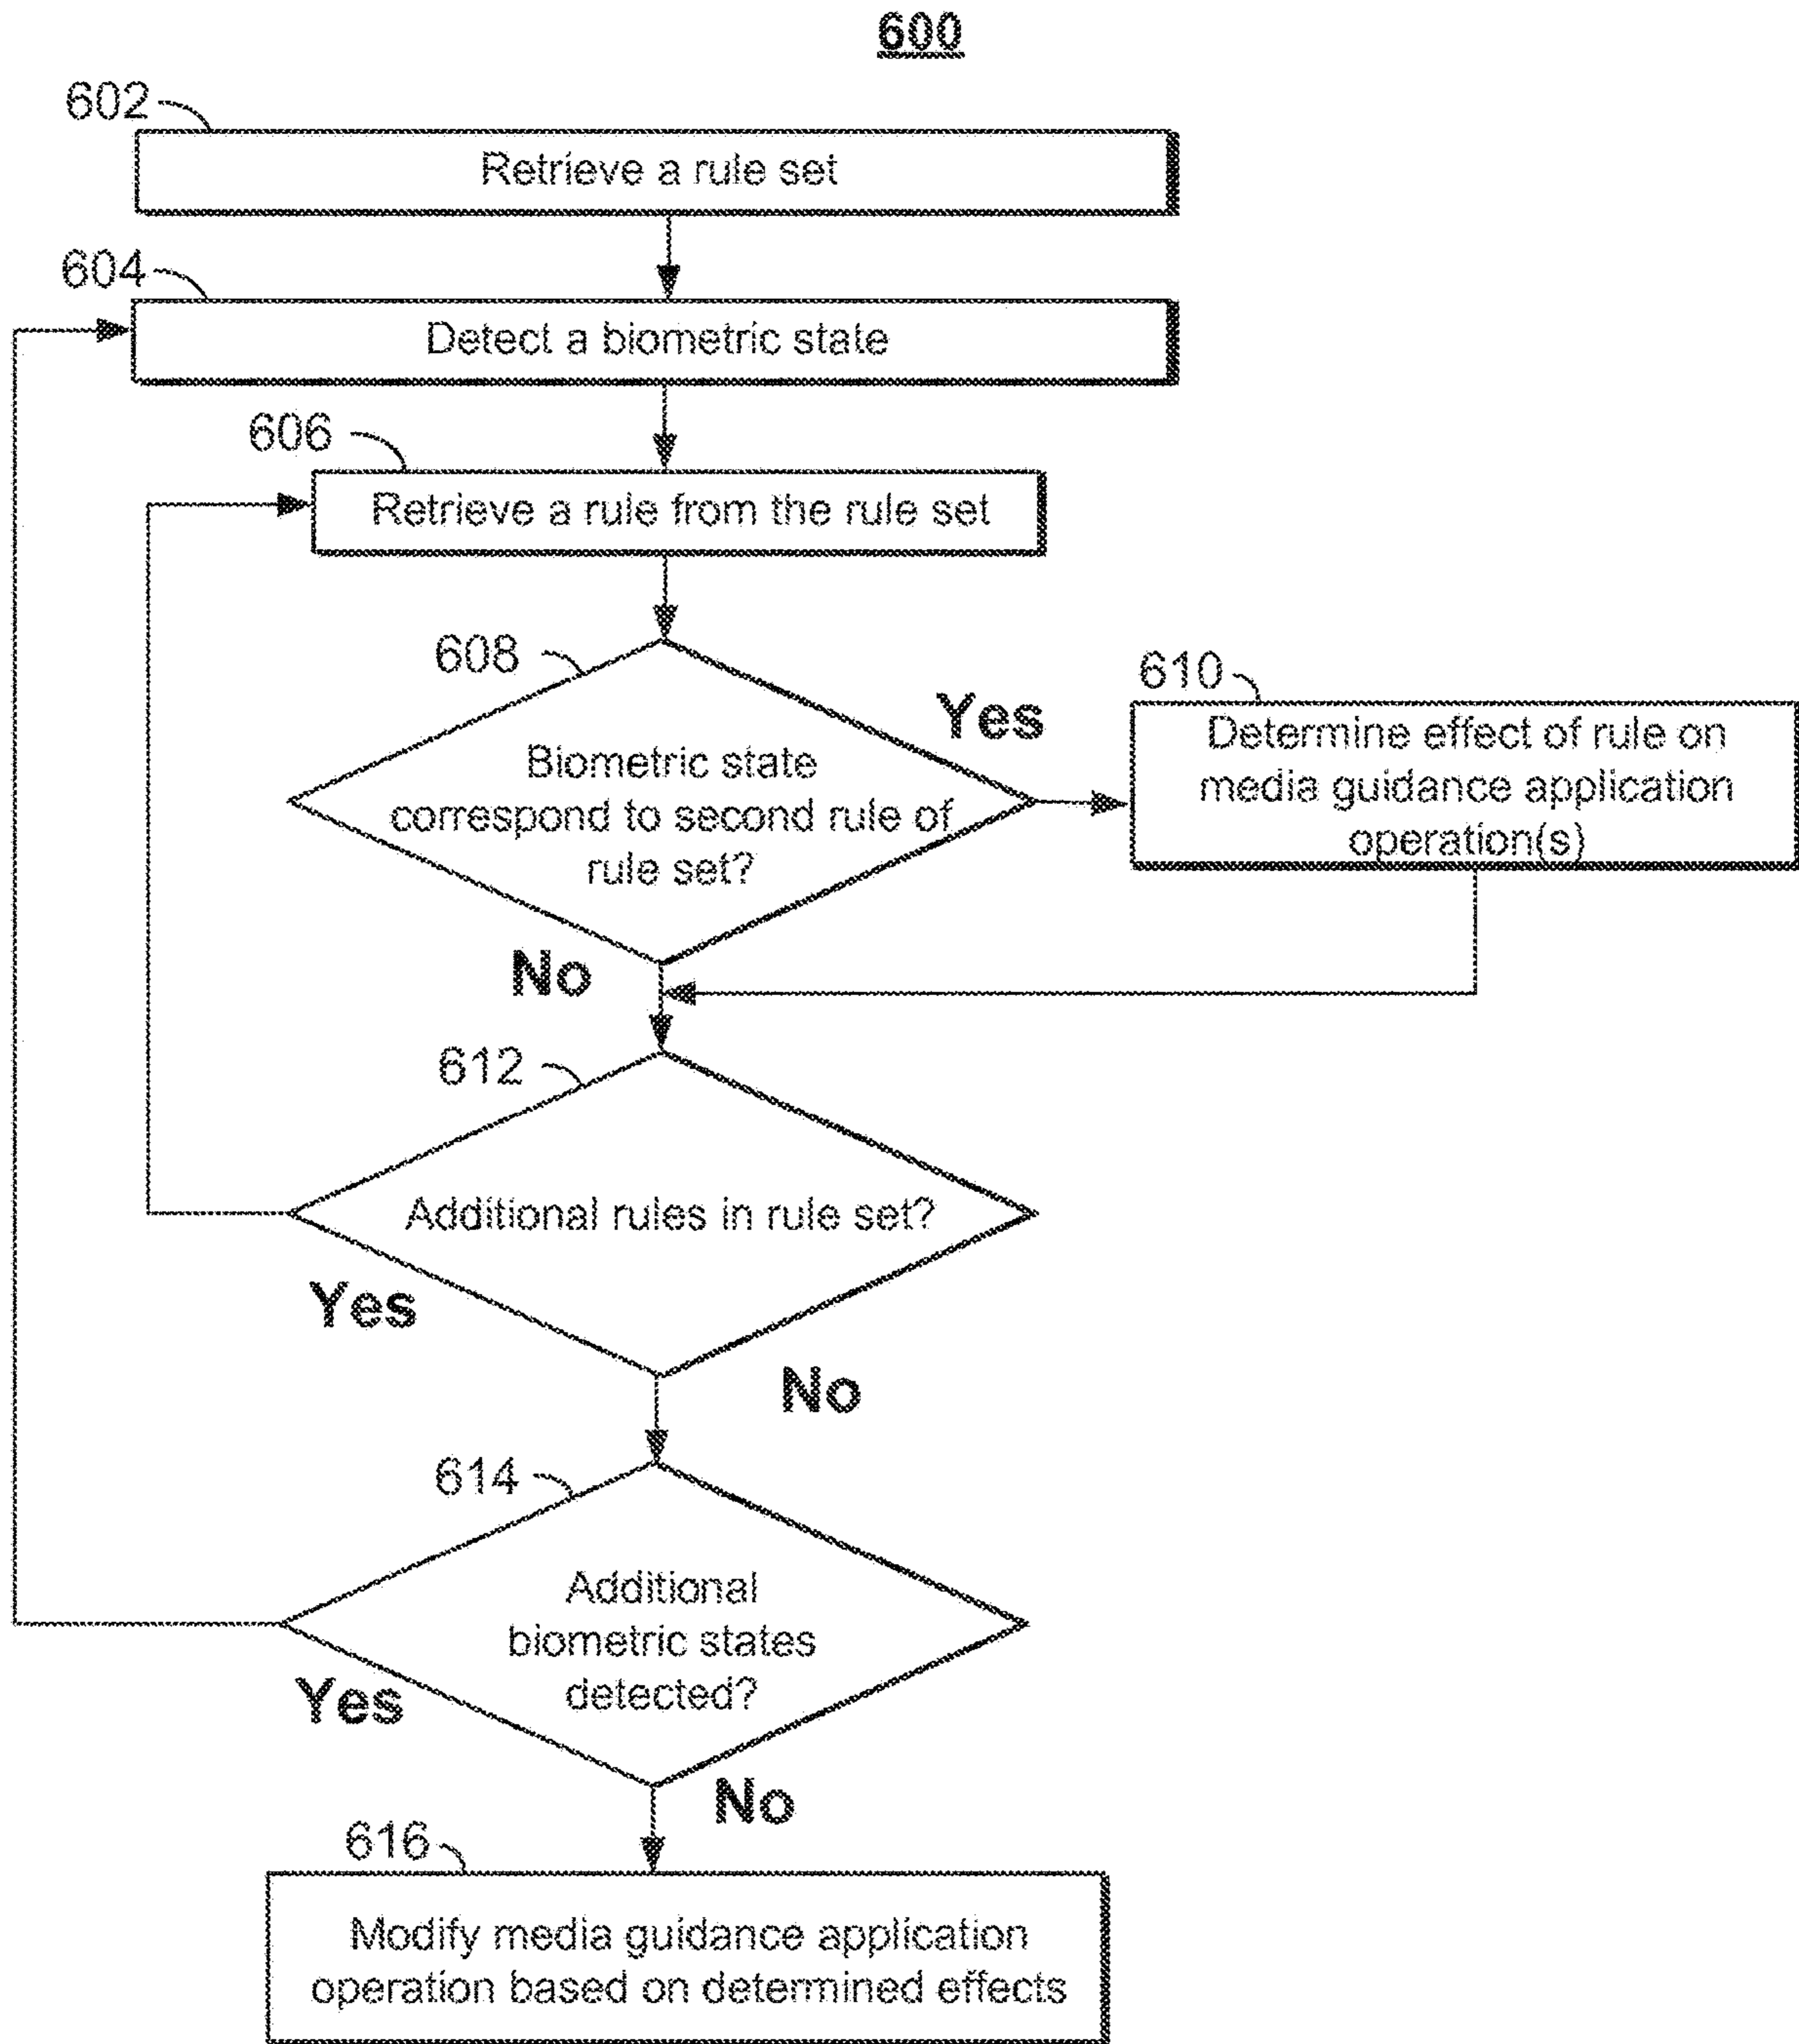 600
602
Retrieve a rule set
604
Detect a biometric state
606
Retrieve a rule from the rule set
608
Yes
610
Determine effect of rule on
media guidance application
operation(s)
Biometric state
correspond to second rule of
rule set?
No
612
Additional rules in rule set?
Yes
No
614
Additional
biometric states
detected?
Yes
No
616
Modify media guidance application
operation based on determined effects